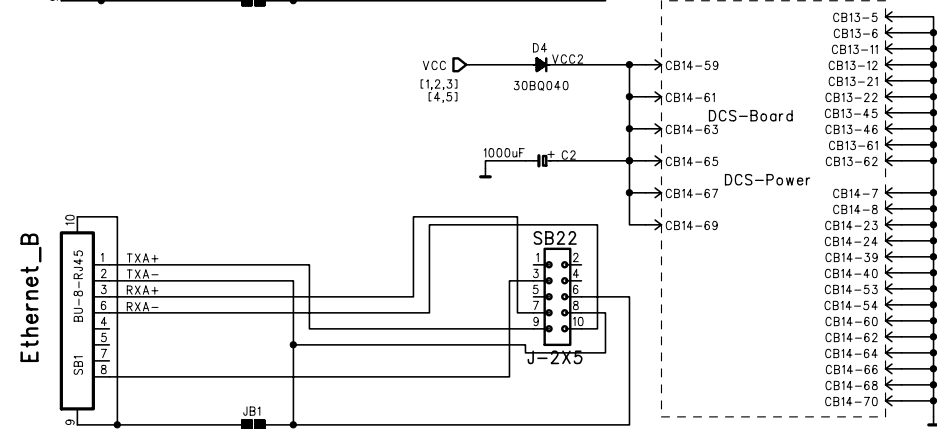 D4
VCC
VCC2
[1,2,3]
[4,5]
30BQ040
1000uF
+
C2
CB14-59
CB14-61
CB14-63
CB14-65
CB14-67
CB14-69
DCS-Board
DCS-Power
CB13-5
CB13-6
CB13-11
CB13-12
CB13-21
CB13-22
CB13-45
CB13-46
CB13-61
CB13-62
CB14-7
CB14-8
CB14-23
CB14-24
CB14-39
CB14-40
CB14-53
CB14-54
CB14-60
CB14-62
CB14-64
CB14-66
CB14-68
CB14-70
Ethernet_B
10
BU-8-RJ45
SB1
9
1 TXA+
2 TXA-
3 RXA+
6 RXA-
4
5
7
8
JB1
SB22
1 2
3 4
5 6
7 8
9 10
J-2X5